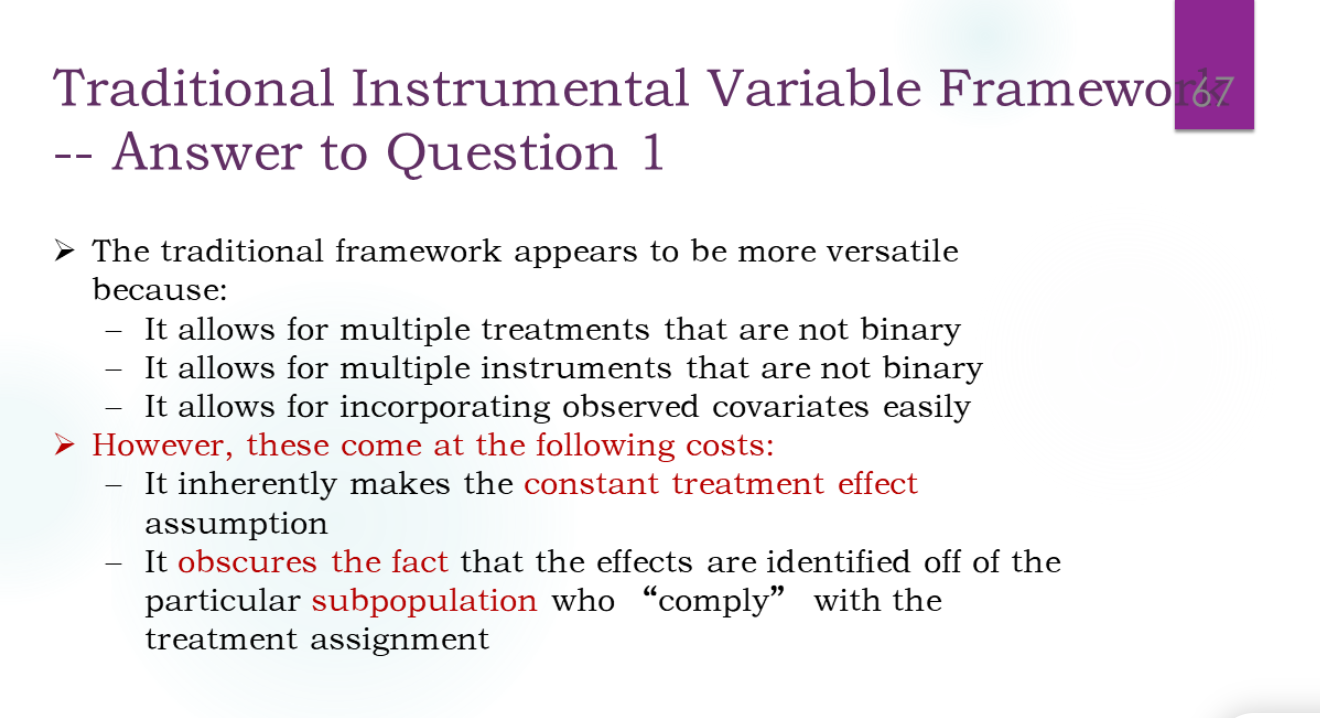 Traditional Instrumental Variable Framework
67
-- Answer to Question 1
➢ The traditional framework appears to be more versatile
because:
– It allows for multiple treatments that are not binary
– It allows for multiple instruments that are not binary
– It allows for incorporating observed covariates easily
➢ However, these come at the following costs:
– It inherently makes the constant treatment effect
assumption
– It obscures the fact that the effects are identified off of the
particular subpopulation who “comply” with the
treatment assignment